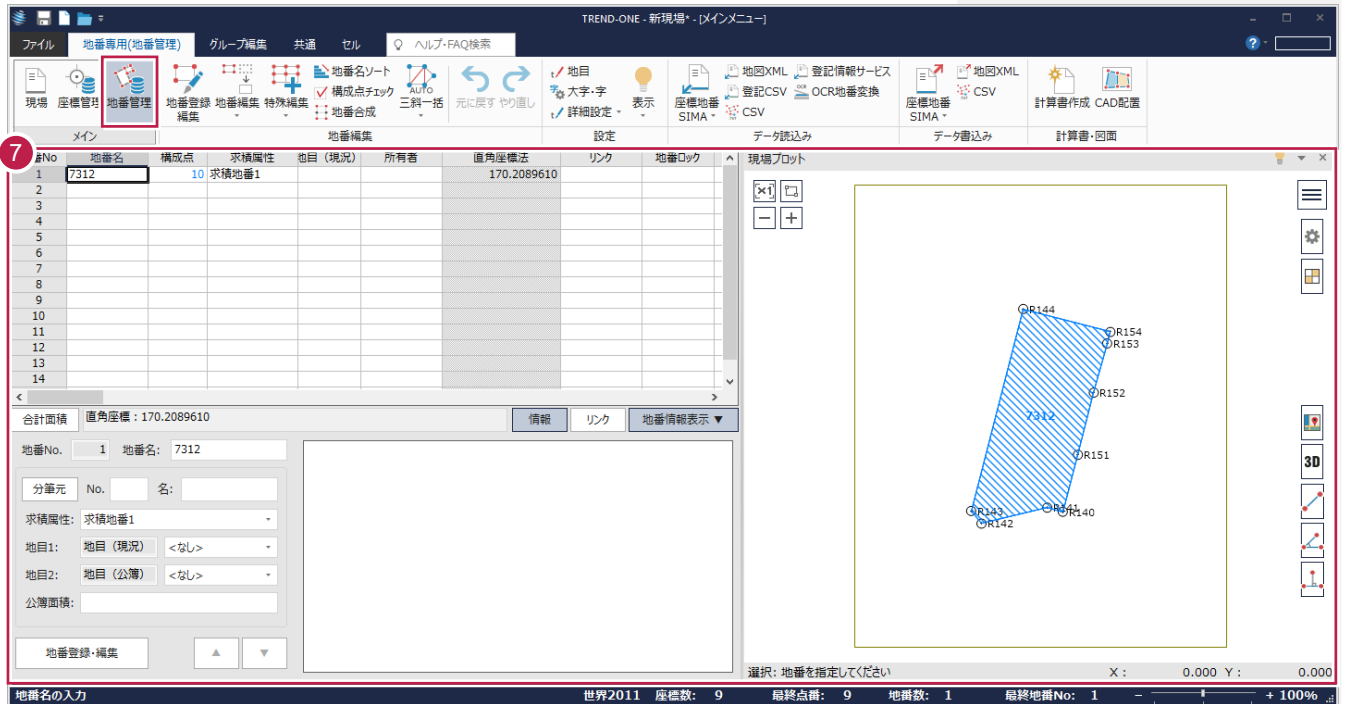 TREND-ONE - 新現場* - [メインメニュー]
ファイル 地番専用(地番管理) グループ編集 共通 セル ヘルプ・FAQ検索
現場 座標管理 地番管理
メイン
地番登録編集 地番編集 特殊編集 地番名ソート 構成点チェック 地番合成 AUTO 三斜一括 元に戻す やり直し
地番編集
地目 大字・字 詳細設定 表示
設定
座標地番 SIMA 地図XML 登記情報サービス 登記CSV OCR地番変換 CSV
データ読込み
座標地番 SIMA 地図XML CSV
データ書込み
計算書作成 CAD配置
計算書・図面
7
番No 地番名 構成点 求積属性 地目（現況） 所有者 直角座標法 リンク 地番ロック
1 7312 10 求積地番1 170.2089610
2
3
4
5
6
7
8
9
10
11
12
13
14
合計面積 直角座標：170.2089610 情報 リンク 地番情報表示 ▼
地番No. 1 地番名: 7312
分筆元 No. 名:
求積属性: 求積地番1
地目1: 地目（現況） <なし>
地目2: 地目（公簿） <なし>
公簿面積:
地番登録・編集 ▲ ▼
現場プロット
×1
R144
R154
R153
R152
7312
R151
R143
R141
R140
R142
3D
選択: 地番を指定してください X： 0.000 Y： 0.000
地番名の入力 世界2011 座標数: 9 最終点番: 9 地番数: 1 最終地番No: 1 − + 100%